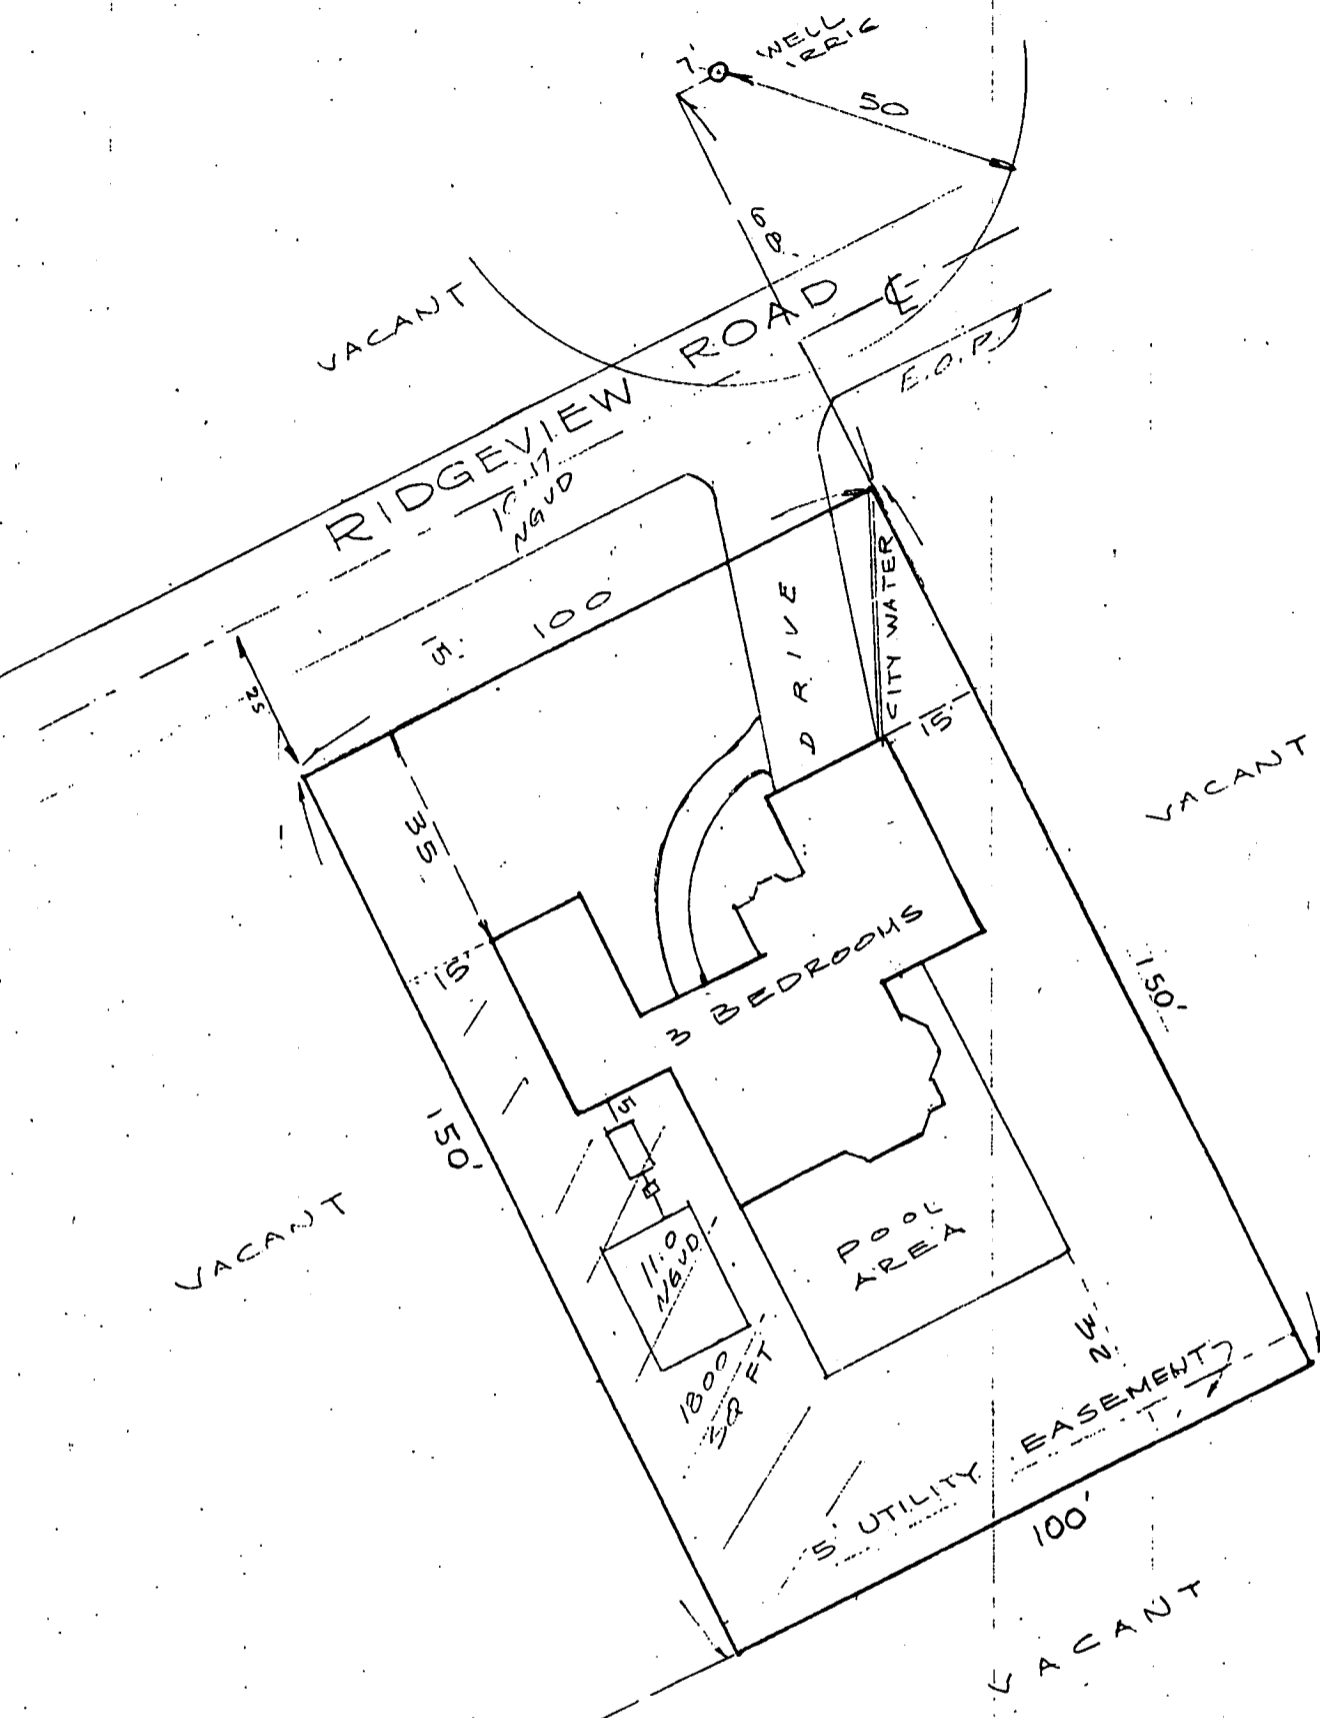 WELL
IRRIG
7'
50
68.
VACANT
RIDGEVIEW ROAD
℄
E.O.P.
NGVD
100
15.
25
DRIVE
CITY WATER
15'
35.
VACANT
15'
3 BEDROOMS
150'
150'
5
11.0
NGVD
POOL
AREA
VACANT
32'
1800
SQ FT
5' UTILITY EASEMENT
100'
VACANT